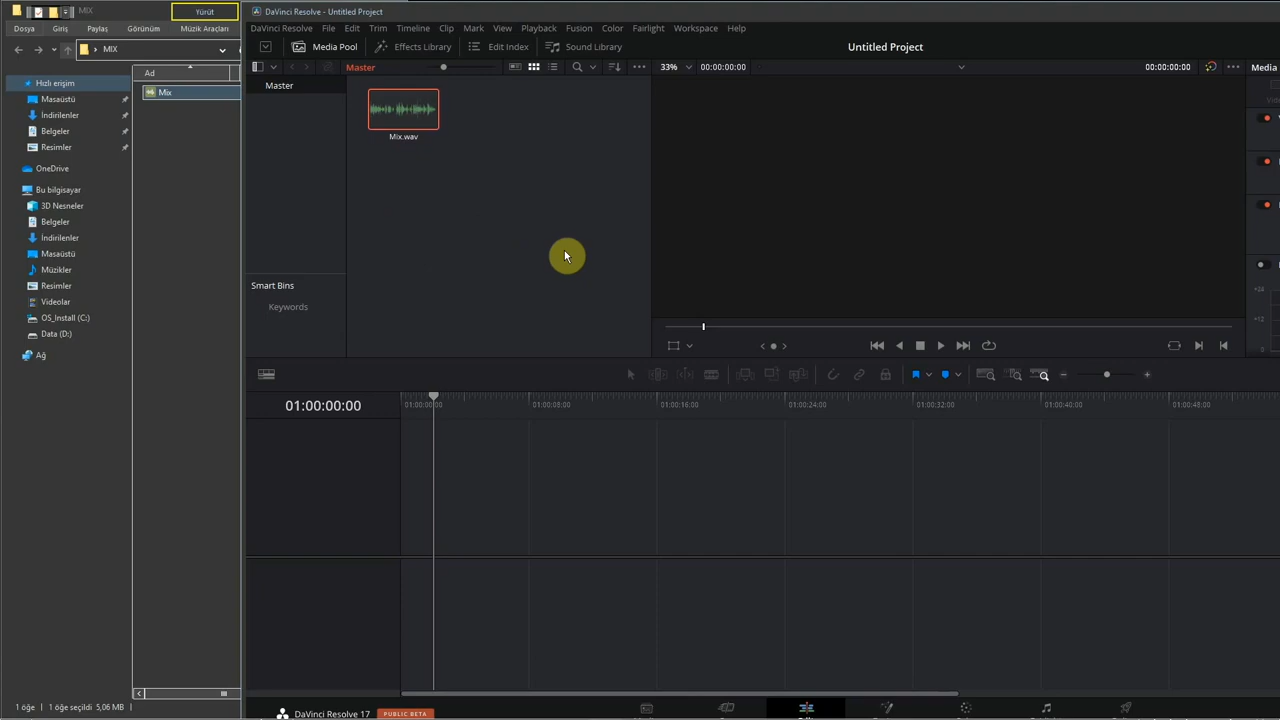 MIX
Yürüt
Dosya Giriş Paylaş Görünüm Müzik Araçları
MIX
Ad
Hızlı erişim
Masaüstü
İndirilenler
Belgeler
Resimler
OneDrive
Bu bilgisayar
3D Nesneler
Belgeler
İndirilenler
Masaüstü
Müzikler
Resimler
Videolar
OS_Install (C:)
Data (D:)
Ağ
Mix
1 öğe 1 öğe seçildi 5,06 MB
DaVinci Resolve - Untitled Project
DaVinci Resolve File Edit Trim Timeline Clip Mark View Playback Fusion Color Fairlight Workspace Help
Media Pool Effects Library Edit Index Sound Library Untitled Project
Master 33% 00:00:00:00 00:00:00:00 Media
Master
Mix.wav
Smart Bins
Keywords
+24
+12
0
01:00:00:00
01:00:00:00 01:00:08:00 01:00:16:00 01:00:24:00 01:00:32:00 01:00:40:00 01:00:48:00
DaVinci Resolve 17 PUBLIC BETA